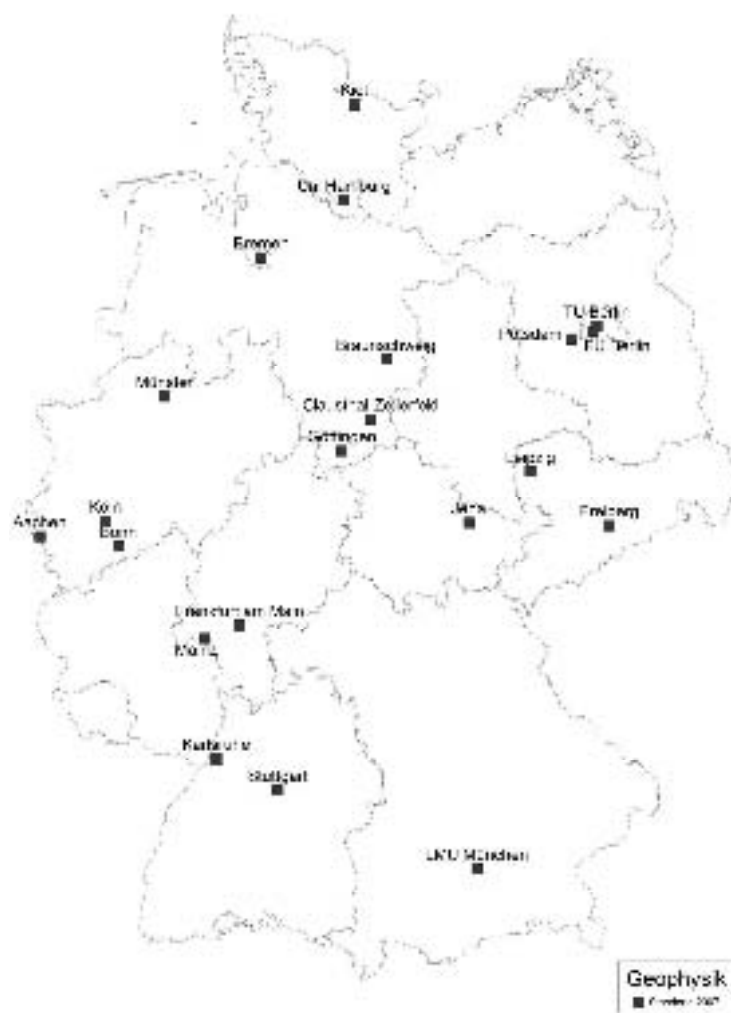 Kiel
Uni Hamburg
Bremen
TU Berlin
Potsdam
FU Berlin
Braunschweig
Münster
Clausthal-Zellerfeld
Göttingen
Leipzig
Köln
Jena
Freiberg
Aachen
Bonn
Frankfurt am Main
Mainz
Karlsruhe
Stuttgart
LMU München
Geophysik
2007